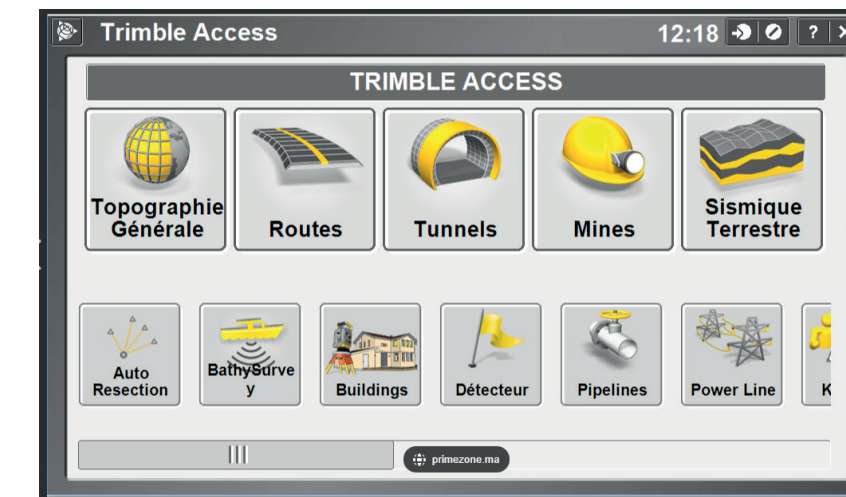 Trimble Access
12:18
?
TRIMBLE ACCESS
Topographie
Générale
Routes
Tunnels
Mines
Sismique
Terrestre
Auto
Resection
BathySurve
y
Buildings
Détecteur
Pipelines
Power Line
K
primezone.ma